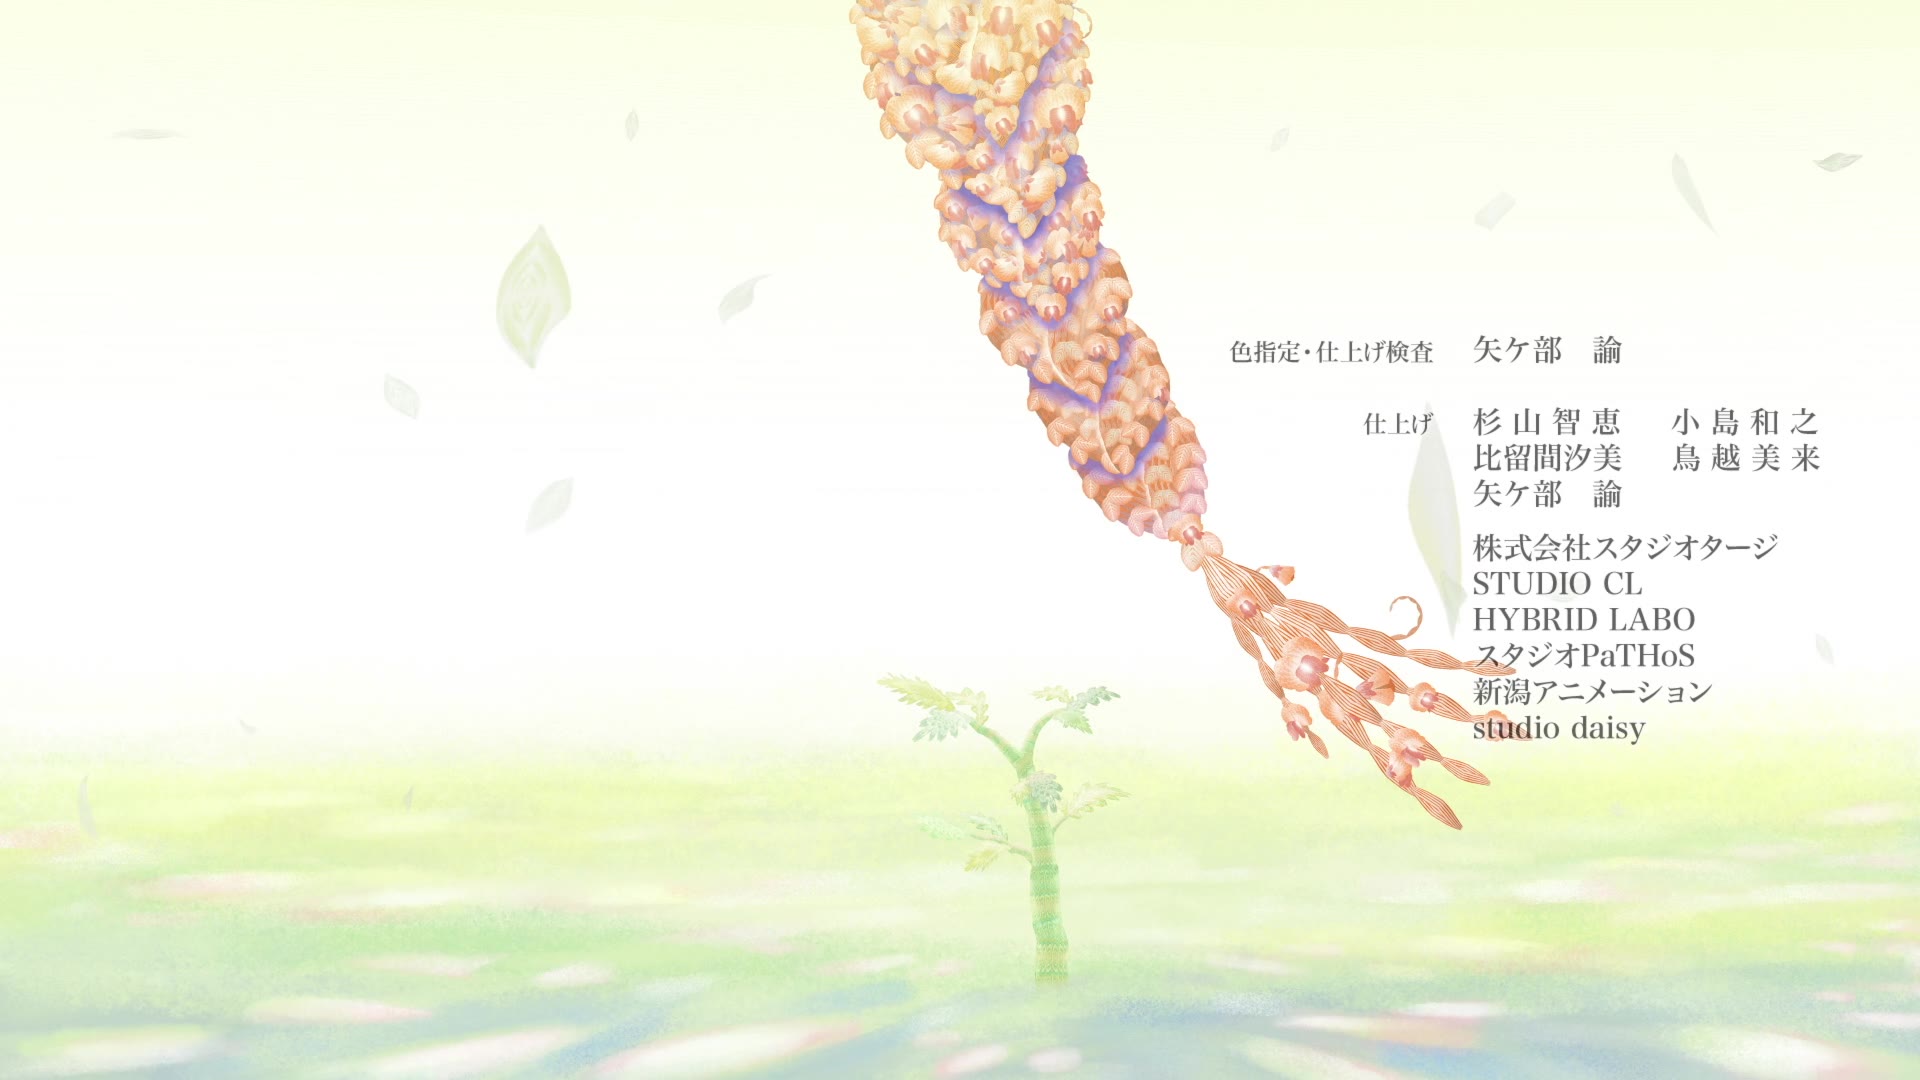 色指定・仕上げ検査 矢ケ部 諭
仕上げ 杉山智恵 小島和之
比留間汐美 鳥越美来
矢ケ部 諭
株式会社スタジオタージ
STUDIO CL
HYBRID LABO
スタジオPaTHoS
新潟アニメーション
studio daisy